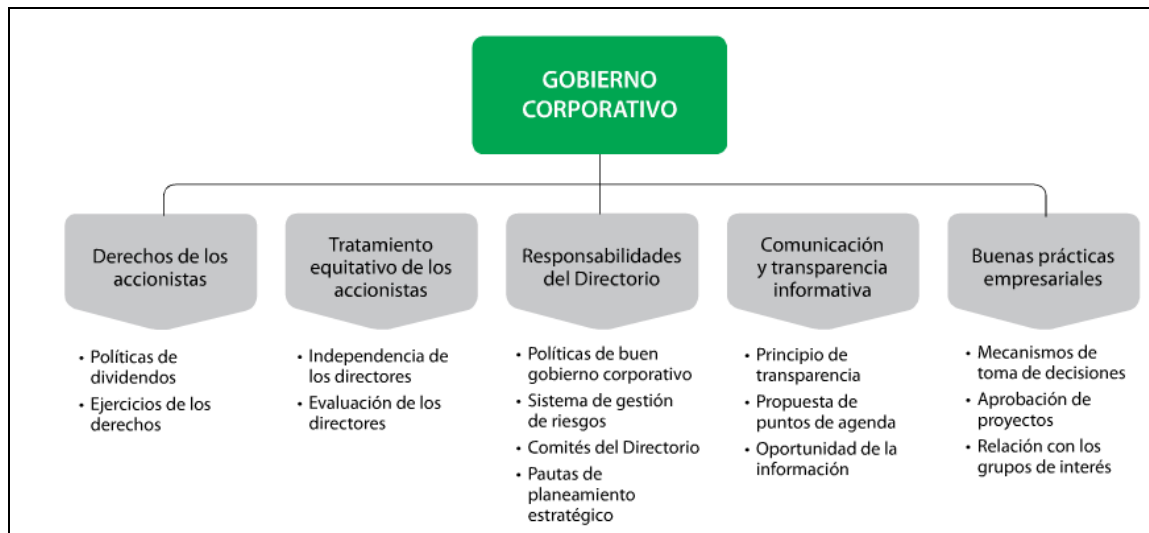 GOBIERNO
CORPORATIVO
Derechos de los
accionistas
• Políticas de
dividendos
• Ejercicios de los
derechos
Tratamiento
equitativo de los
accionistas
• Independencia de
los directores
• Evaluación de los
directores
Responsabilidades
del Directorio
• Políticas de buen
gobierno corporativo
• Sistema de gestión
de riesgos
• Comités del Directorio
• Pautas de
planeamiento
estratégico
Comunicación
y transparencia
informativa
• Principio de
transparencia
• Propuesta de
puntos de agenda
• Oportunidad de la
información
Buenas prácticas
empresariales
• Mecanismos de
toma de decisiones
• Aprobación de
proyectos
• Relación con los
grupos de interés